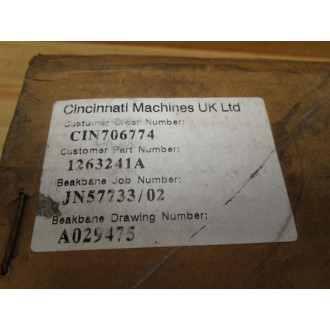 Cincinnati Machines UK Ltd
Customer Order Number:
CIN706774
Customer Part Number:
1263241A
Beakbane Job Number:
JN57733/02
Beakbane Drawing Number:
A029475